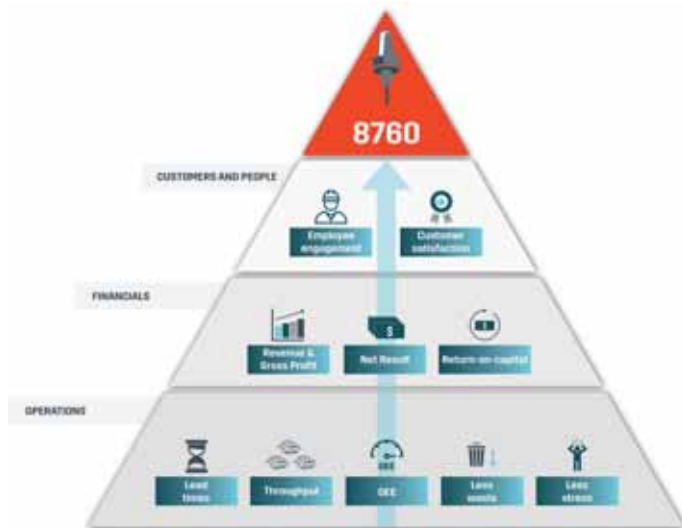 8760
CUSTOMERS AND PEOPLE
Employee
engagement
Customer
satisfaction
FINANCIALS
$
$
Revenue &
Gross Profit
Net Result
Return-on-capital
OPERATIONS
OEE
Lead
times
Throughput
OEE
Less
waste
Less
stress